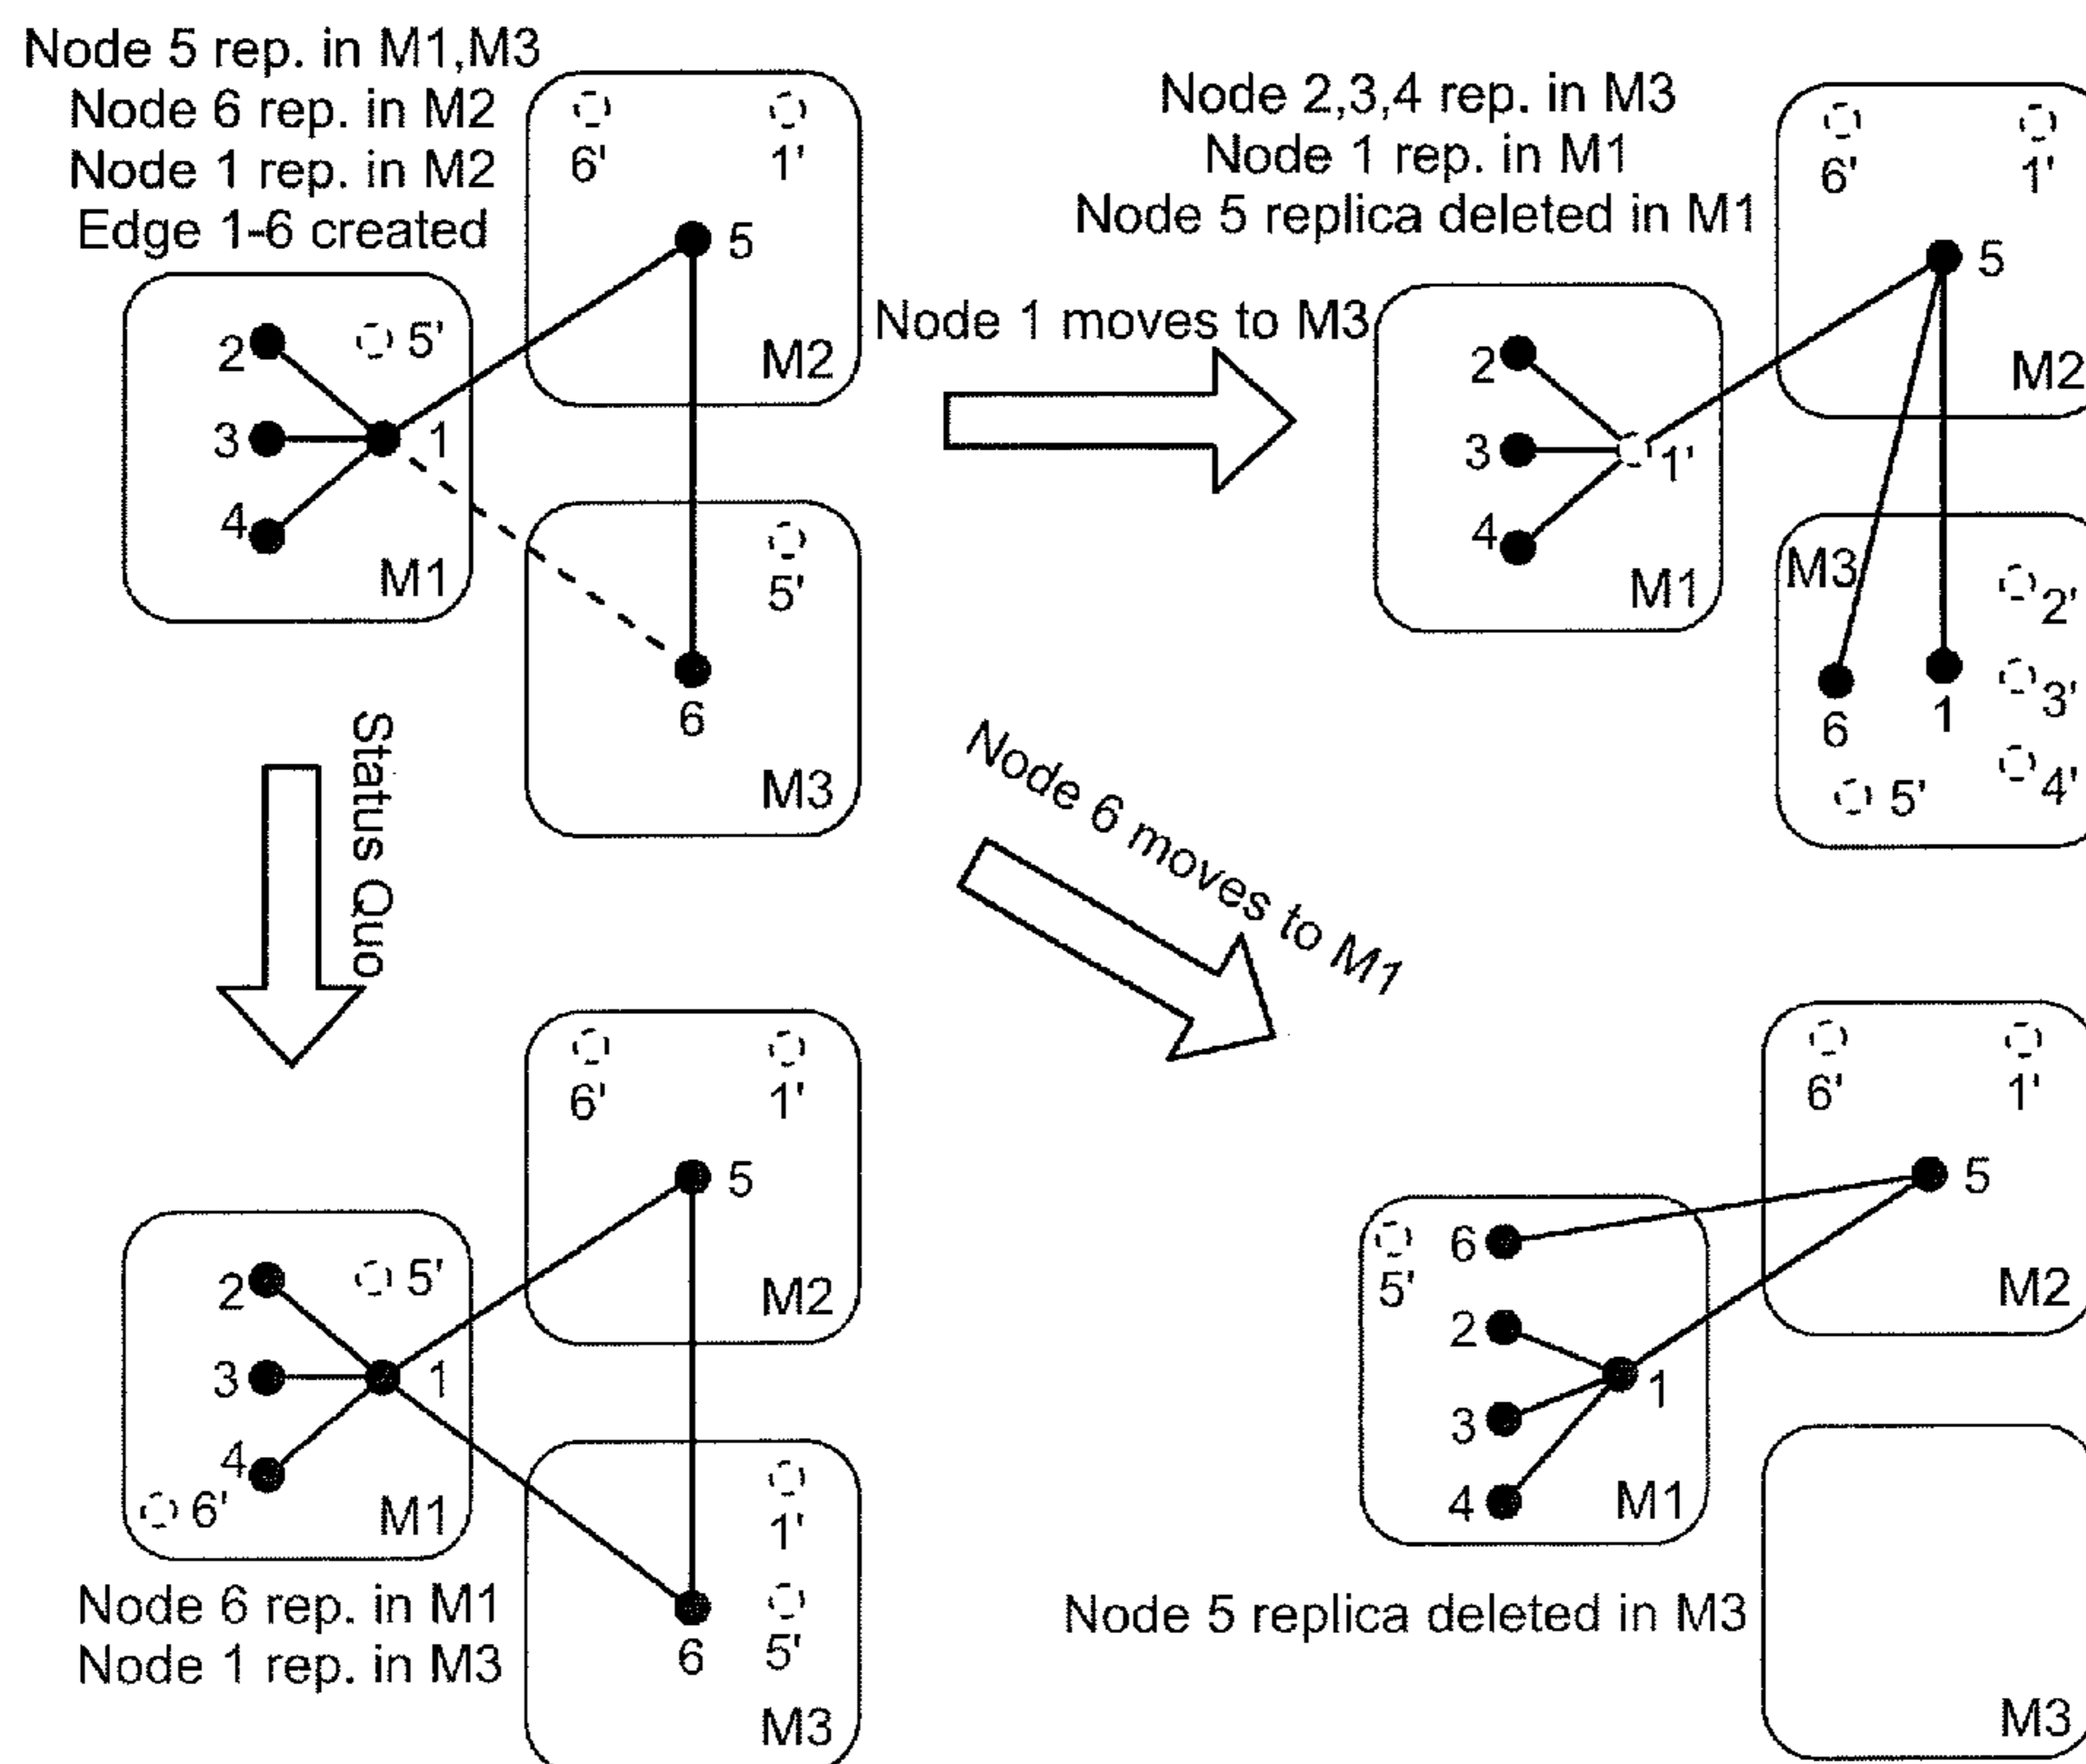 Node 5 rep. in M1,M3
Node 6 rep. in M2
Node 1 rep. in M2
Edge 1-6 created
6'
1'
5
M2
2
5'
3
1
4
M1
5'
6
M3
Node 1 moves to M3
Node 2,3,4 rep. in M3
Node 1 rep. in M1
Node 5 replica deleted in M1
6'
1'
5
M2
2
3
1'
4
M1
M3
2'
3'
6
1
4'
5'
Status Quo
Node 6 moves to M1
6'
1'
5
M2
2
5'
3
1
4
6'
M1
1'
5'
6
M3
Node 6 rep. in M1
Node 1 rep. in M3
6'
1'
5
M2
5'
6
2
1
3
4
M1
M3
Node 5 replica deleted in M3